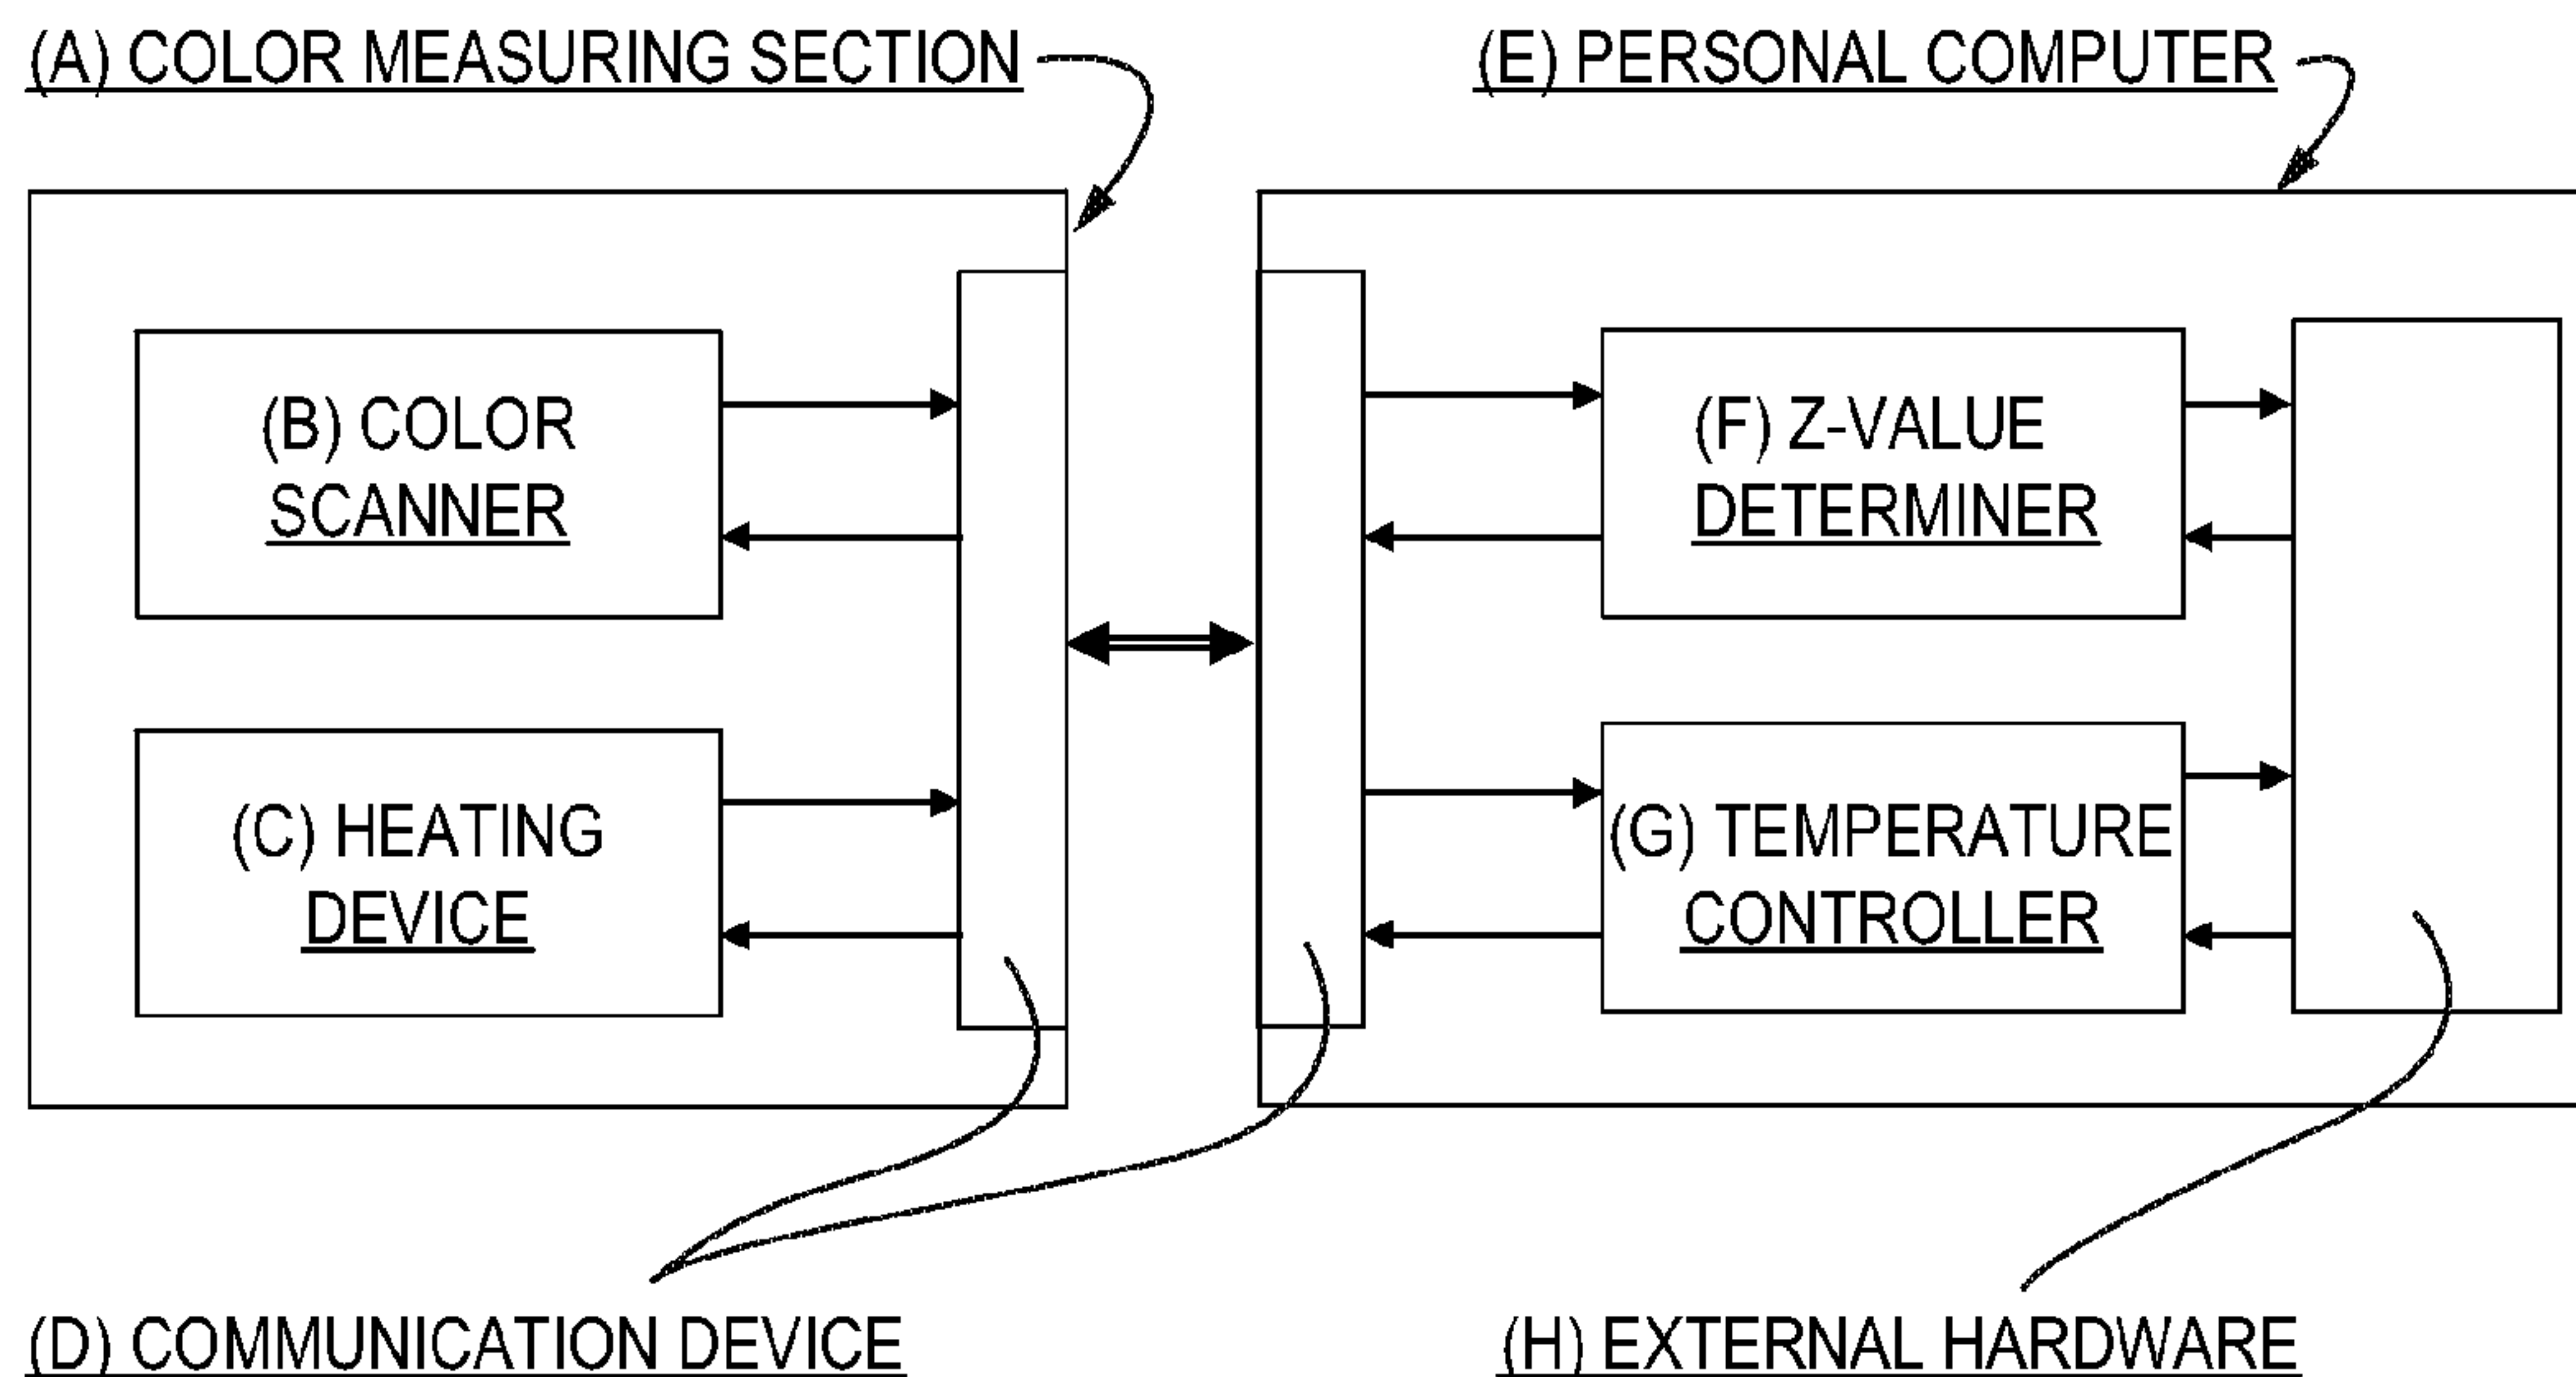 (A) COLOR MEASURING SECTION
(E) PERSONAL COMPUTER
(B) COLOR
SCANNER
(F) Z-VALUE
DETERMINER
(C) HEATING
DEVICE
(G) TEMPERATURE
CONTROLLER
(D) COMMUNICATION DEVICE
(H) EXTERNAL HARDWARE